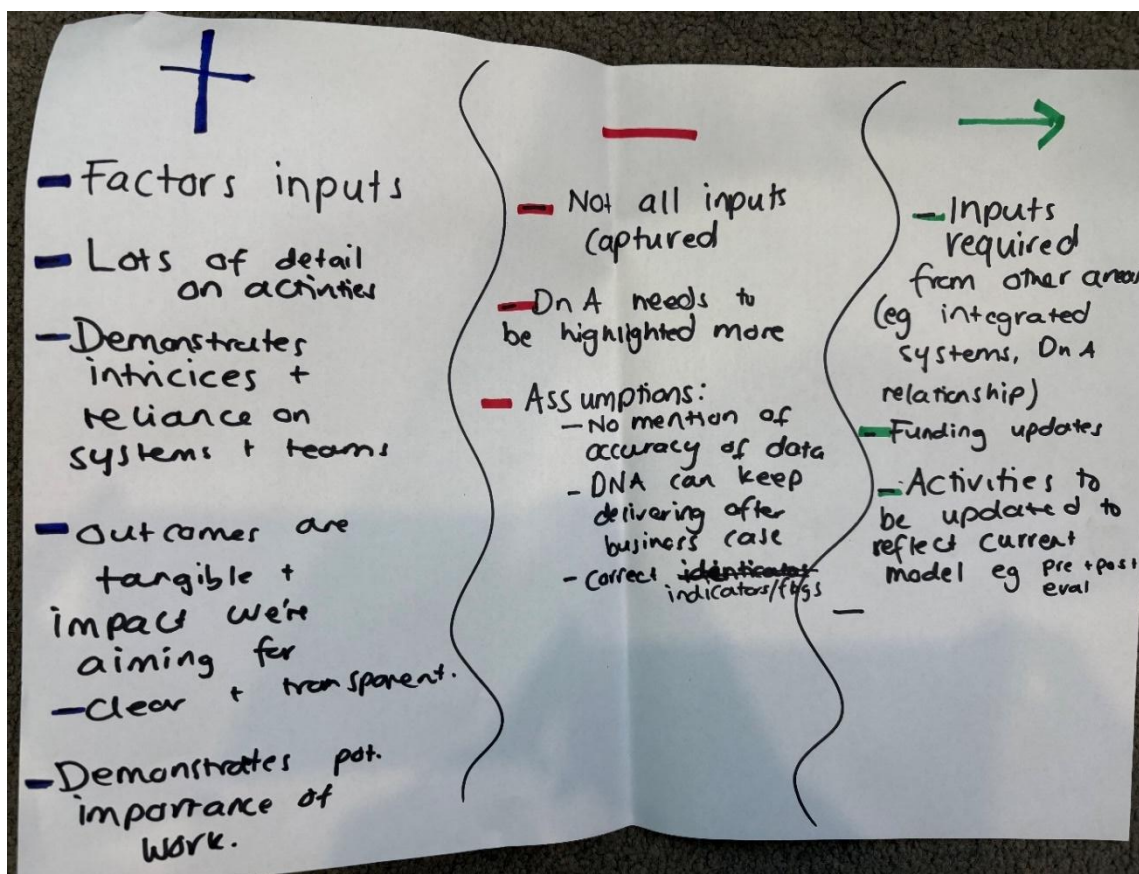 +
- Factors inputs
- Lots of detail
on activities
- Demonstrates
intricices +
reliance on
systems + teams
- Outcomes are
tangible +
impact we're
aiming for
- clear + transparent.
- Demonstrates pot.
importance of
work.
-
- Not all inputs
captured
- DnA needs to
be highlighted more
- Assumptions:
- No mention of
accuracy of data
- DNA can keep
delivering after
business case
- correct
indicators/flags
→
- Inputs
required
from other areas
(eg integrated
systems, DnA
relationship)
- Funding updates
- Activities to
be updated to
reflect current
model eg pre + post
eval
-